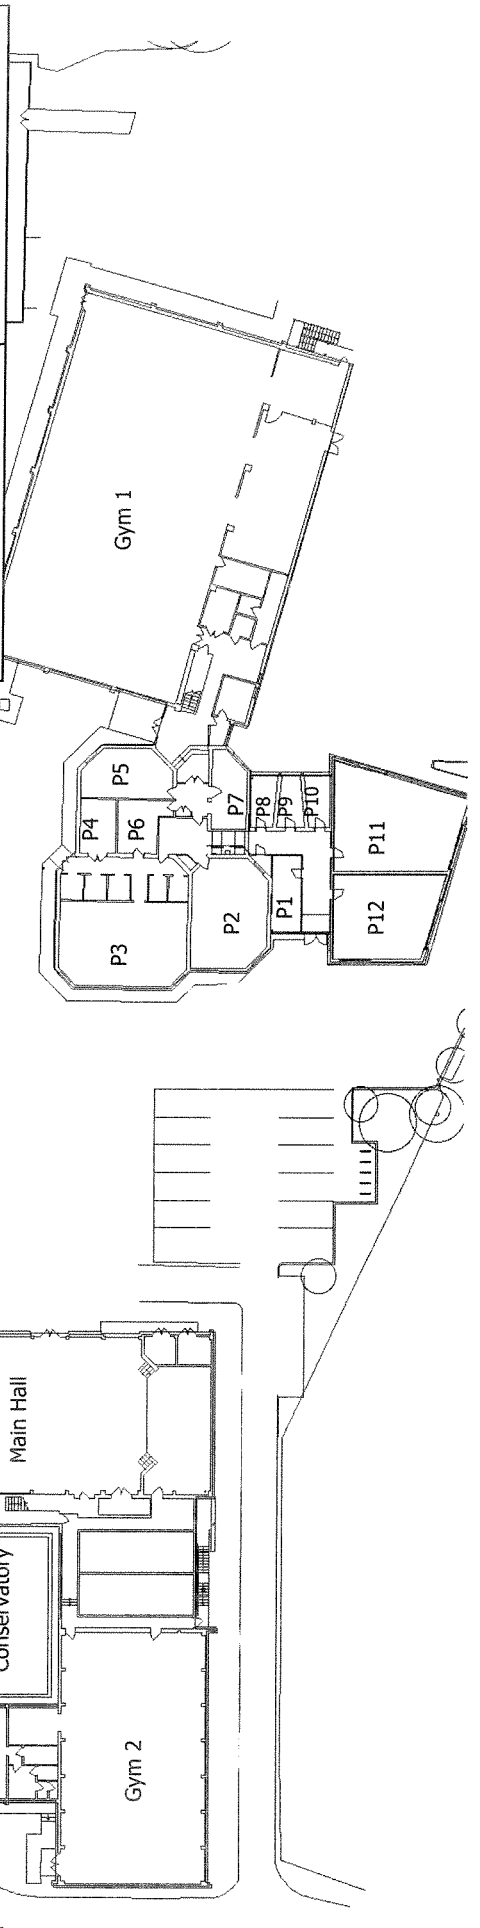 Gym 1
P5
P4
P6
P7
P8
P9
P10
P11
P3
P2
P1
P12
Main Hall
Conservatory
Gym 2